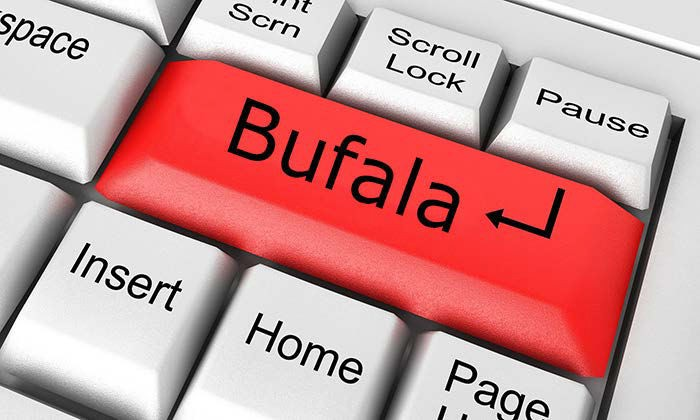 space
Scrn
Scroll
Lock
Pause
Bufala
Insert
Home
Page